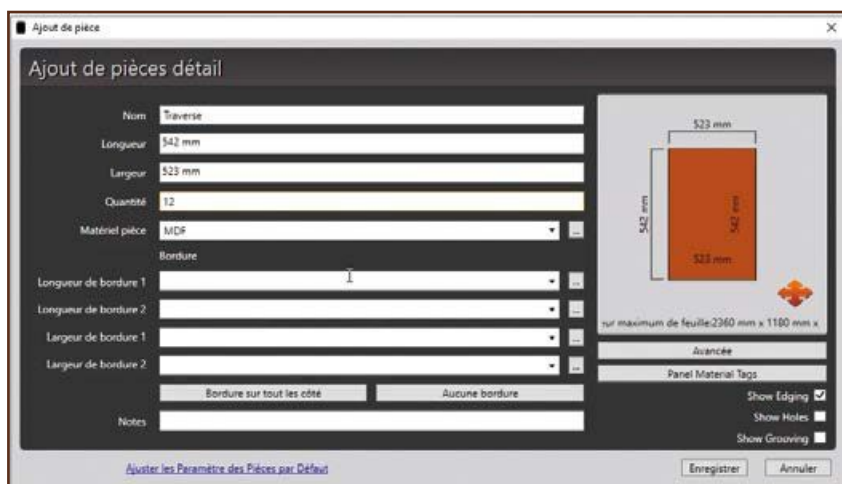 Ajout de pièce
Ajout de pièces détail
Nom Traverse
Longueur 542 mm
Largeur 523 mm
Quantité 12
Matériel pièce MDF ...
Bordure
Longueur de bordure 1 ...
Longueur de bordure 2 ...
Largeur de bordure 1 ...
Largeur de bordure 2 ...
Bordure sur tout les côté Aucune bordure
Notes
523 mm
542 mm
542 mm
523 mm
ur maximum de feuille:2360 mm x 1180 mm x
Avancée
Panel Material Tags
Show Edging
Show Holes
Show Grooving
Ajuster les Paramètre des Pièces par Défaut
Enregistrer Annuler